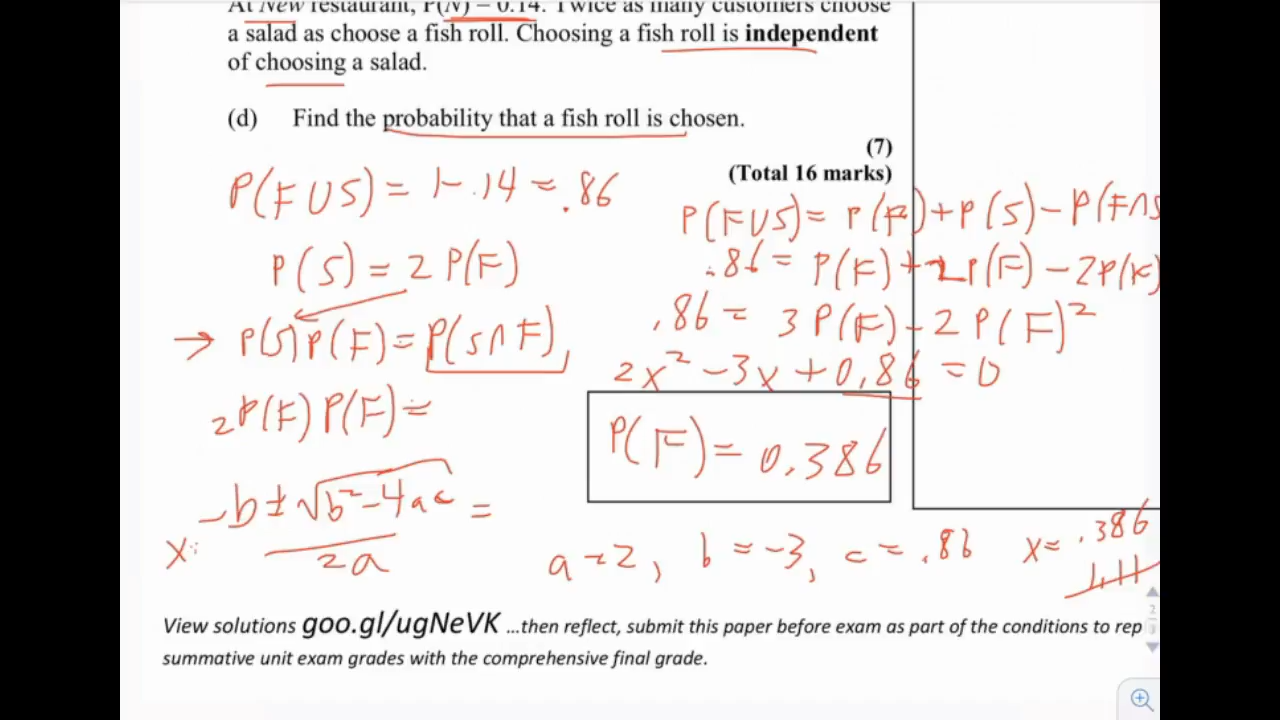 At New restaurant, P(N) = 0.14. Twice as many customers choose
a salad as choose a fish roll. Choosing a fish roll is independent
of choosing a salad.
(d) Find the probability that a fish roll is chosen.
(7)
(Total 16 marks)
P(F∪S) = 1-.14 = .86
P(S) = 2 P(F)
→ P(S)P(F) = P(S∩F),
2P(F)P(F) =
P(F∪S) = P(F)+P(S)-P(F∩S
.86 = P(F)+2P(F)-2P(F)
.86 = 3P(F)-2P(F)²
2x²-3x+0.86=0
P(F)=0.386
x= -b±√b²-4ac / 2a =
a=2, b=-3, c=.86
x= .386
1.11
View solutions goo.gl/ugNeVK ...then reflect, submit this paper before exam as part of the conditions to rep
summative unit exam grades with the comprehensive final grade.